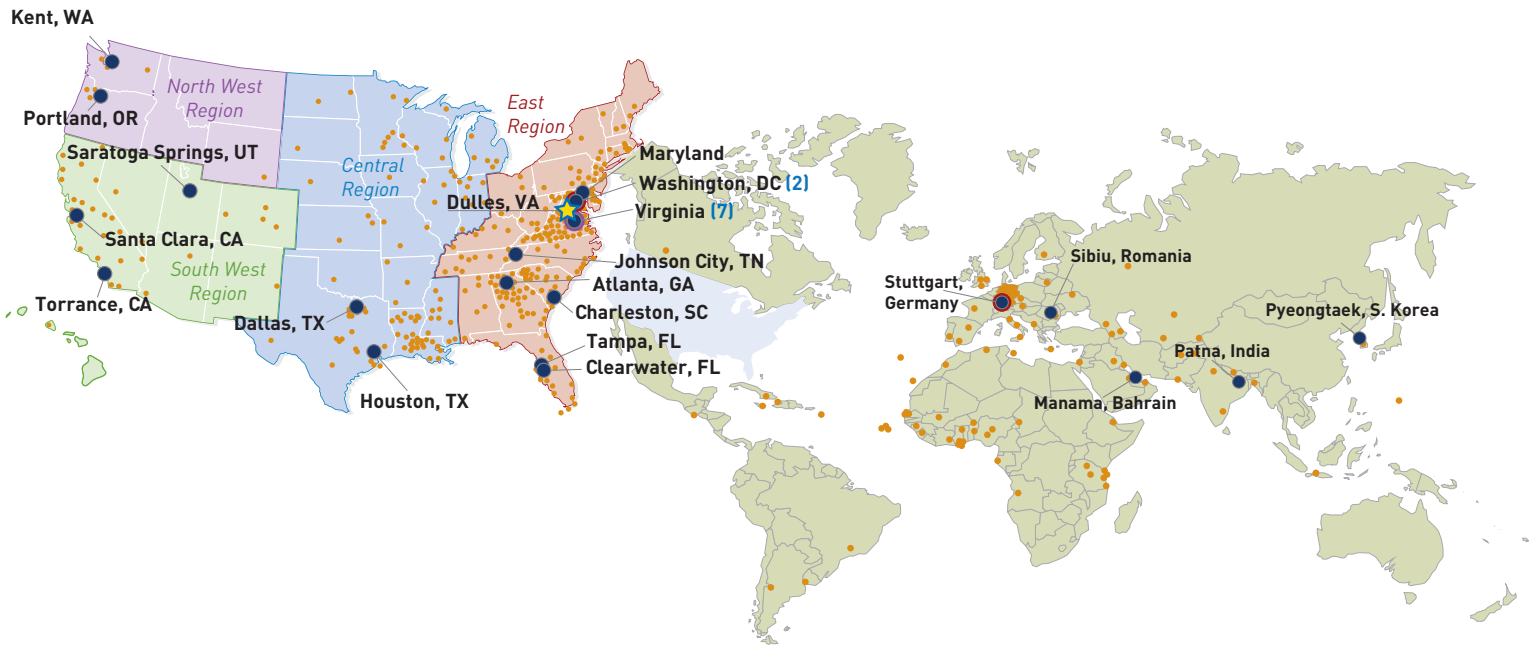 Kent, WA
North West
Region
Portland, OR
Saratoga Springs, UT
Santa Clara, CA
South West
Region
Torrance, CA
Central
Region
Dallas, TX
Houston, TX
East
Region
Maryland
Washington, DC (2)
Dulles, VA
Virginia (7)
Johnson City, TN
Atlanta, GA
Charleston, SC
Tampa, FL
Clearwater, FL
Stuttgart,
Germany
Sibiu, Romania
Pyeongtaek, S. Korea
Patna, India
Manama, Bahrain